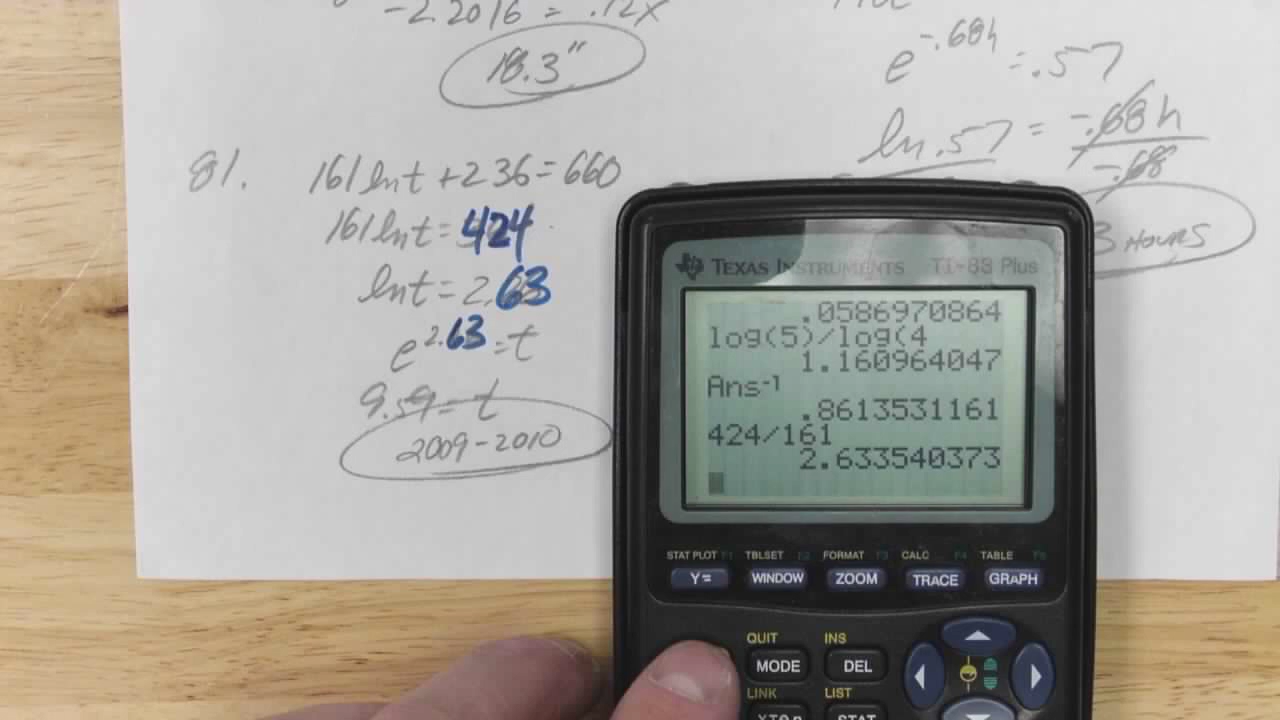 -2.2016 = .12x
18.3"
81. 161 ln t + 236 = 660
161 ln t = 424
ln t = 2.63
e^2.63 = t
9.59 = t
2009-2010
e^-.68h = .57
ln .57 = -.68h
-.68
3 HOURS
TEXAS INSTRUMENTS TI-83 Plus
.0586970864
log(5)/log(4
1.160964047
Ans⁻¹
.8613531161
424/161
2.633540373
STAT PLOT F1 TBLSET F2 FORMAT F3 CALC F4 TABLE F5
Y= WINDOW ZOOM TRACE GRAPH
QUIT INS
MODE DEL
LINK LIST
STAT